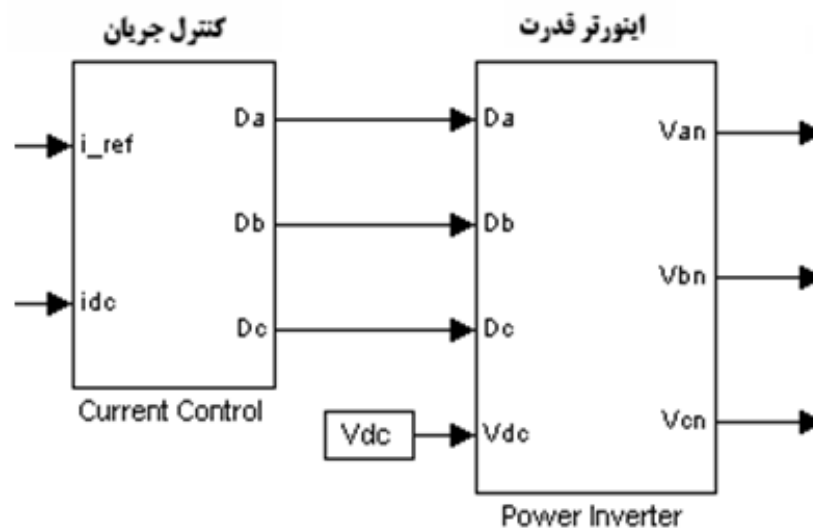 کنترل جریان
اینورتر قدرت
i_ref
idc
Da
Db
Dc
Current Control
Vdc
Da
Db
Dc
Vdc
Van
Vbn
Vcn
Power Inverter